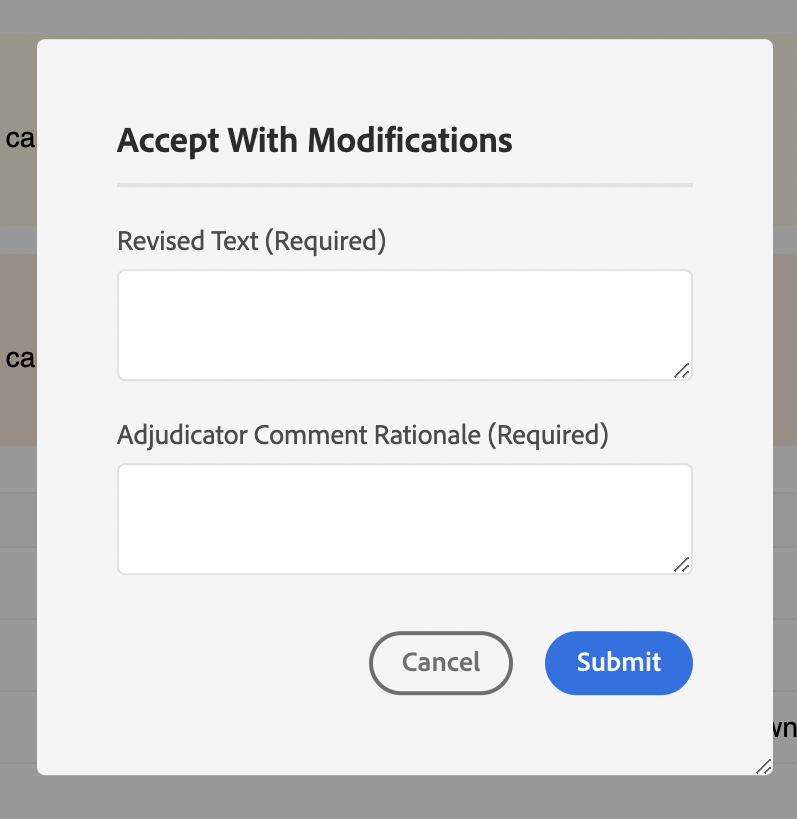 ca
Accept With Modifications
Revised Text (Required)
ca
Adjudicator Comment Rationale (Required)
Cancel
Submit
wn